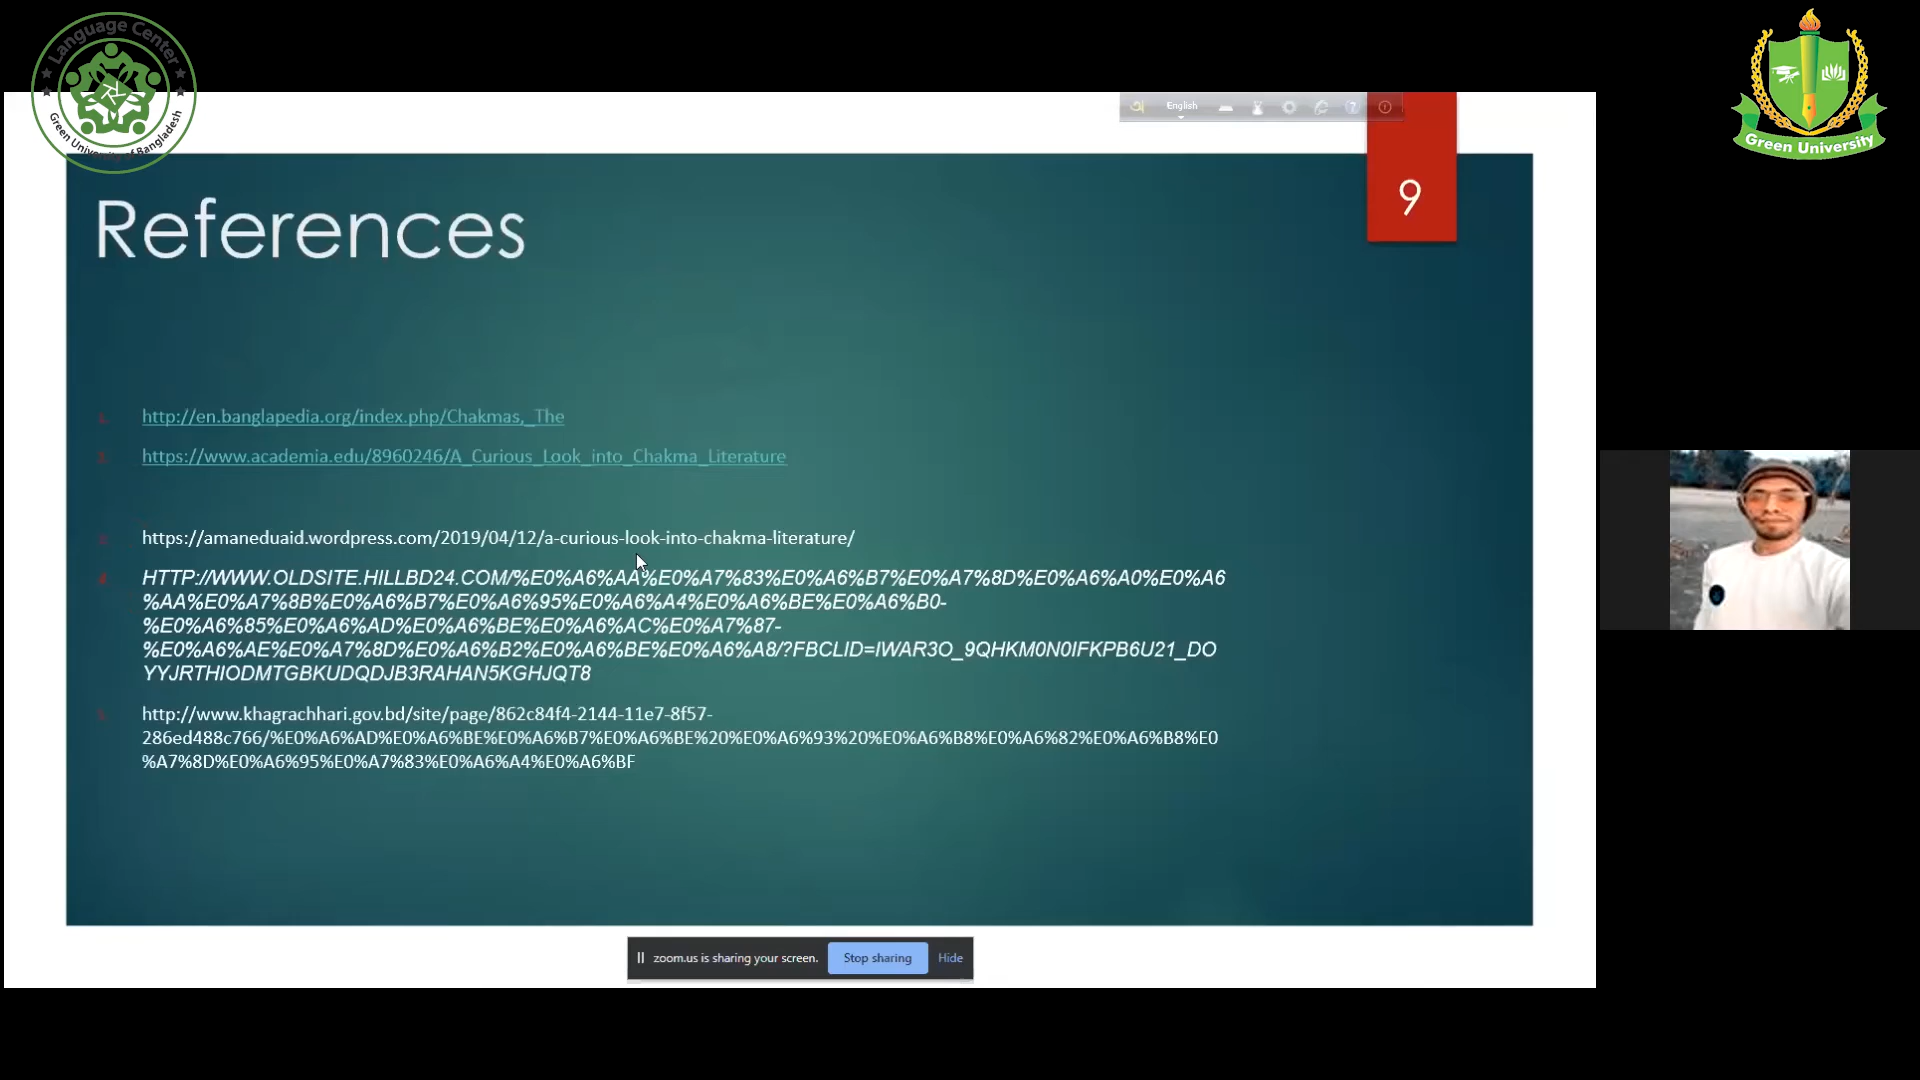 Language Center
Green University of Bangladesh
Green University
English
9
References
1. http://en.banglapedia.org/index.php/Chakmas,_The
2. https://www.academia.edu/8960246/A_Curious_Look_into_Chakma_Literature
3. https://amaneduaid.wordpress.com/2019/04/12/a-curious-look-into-chakma-literature/
4. HTTP://WWW.OLDSITE.HILLBD24.COM/%E0%A6%AA%E0%A7%83%E0%A6%B7%E0%A7%8D%E0%A6%A0%E0%A6
%AA%E0%A7%8B%E0%A6%B7%E0%A6%95%E0%A6%A4%E0%A6%BE%E0%A6%B0-
%E0%A6%85%E0%A6%AD%E0%A6%BE%E0%A6%AC%E0%A7%87-
%E0%A6%AE%E0%A7%8D%E0%A6%B2%E0%A6%BE%E0%A6%A8/?FBCLID=IWAR3O_9QHKM0N0IFKPB6U21_DO
YYJRTHIODMTGBKUDQDJB3RAHAN5KGHJQT8
5. http://www.khagrachhari.gov.bd/site/page/862c84f4-2144-11e7-8f57-
286ed488c766/%E0%A6%AD%E0%A6%BE%E0%A6%B7%E0%A6%BE%20%E0%A6%93%20%E0%A6%B8%E0%A6%82%E0%A6%B8%E0
%A7%8D%E0%A6%95%E0%A7%83%E0%A6%A4%E0%A6%BF
zoom.us is sharing your screen. Stop sharing Hide